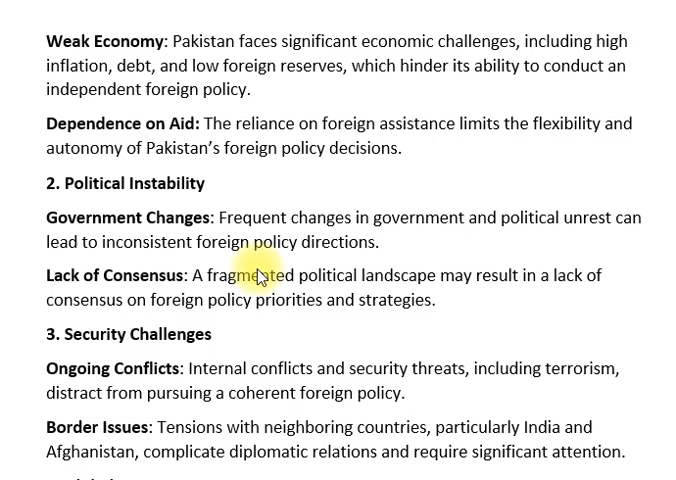 Weak Economy: Pakistan faces significant economic challenges, including high
inflation, debt, and low foreign reserves, which hinder its ability to conduct an
independent foreign policy.
Dependence on Aid: The reliance on foreign assistance limits the flexibility and
autonomy of Pakistan’s foreign policy decisions.
2. Political Instability
Government Changes: Frequent changes in government and political unrest can
lead to inconsistent foreign policy directions.
Lack of Consensus: A fragmented political landscape may result in a lack of
consensus on foreign policy priorities and strategies.
3. Security Challenges
Ongoing Conflicts: Internal conflicts and security threats, including terrorism,
distract from pursuing a coherent foreign policy.
Border Issues: Tensions with neighboring countries, particularly India and
Afghanistan, complicate diplomatic relations and require significant attention.